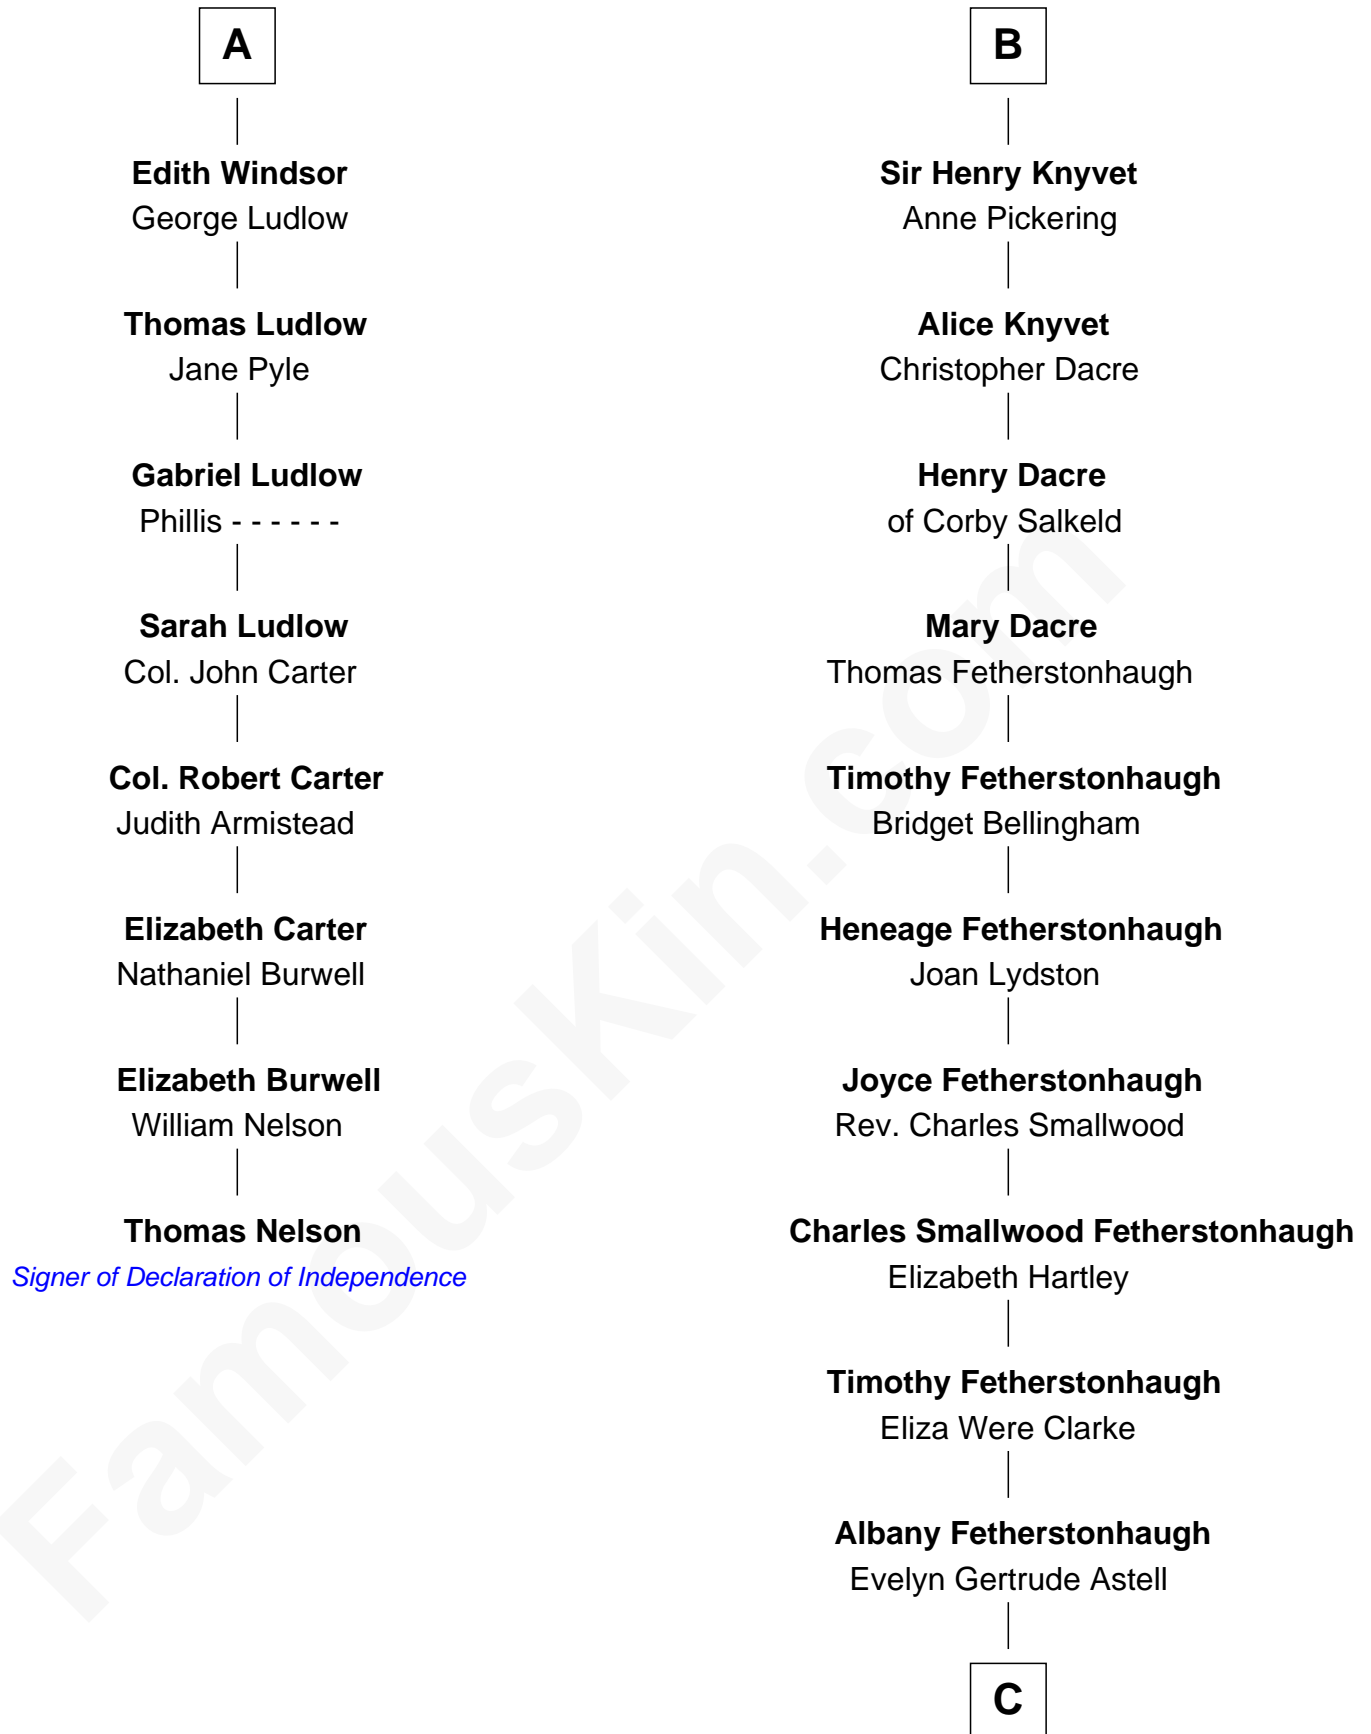 A
Edith Windsor
George Ludlow
Thomas Ludlow
Jane Pyle
Gabriel Ludlow
Phillis - - - - - -
Sarah Ludlow
Col. John Carter
Col. Robert Carter
Judith Armistead
Elizabeth Carter
Nathaniel Burwell
Elizabeth Burwell
William Nelson
Thomas Nelson
Signer of Declaration of Independence
B
Sir Henry Knyvet
Anne Pickering
Alice Knyvet
Christopher Dacre
Henry Dacre
of Corby Salkeld
Mary Dacre
Thomas Fetherstonhaugh
Timothy Fetherstonhaugh
Bridget Bellingham
Heneage Fetherstonhaugh
Joan Lydston
Joyce Fetherstonhaugh
Rev. Charles Smallwood
Charles Smallwood Fetherstonhaugh
Elizabeth Hartley
Timothy Fetherstonhaugh
Eliza Were Clarke
Albany Fetherstonhaugh
Evelyn Gertrude Astell
C
FamousKin.com